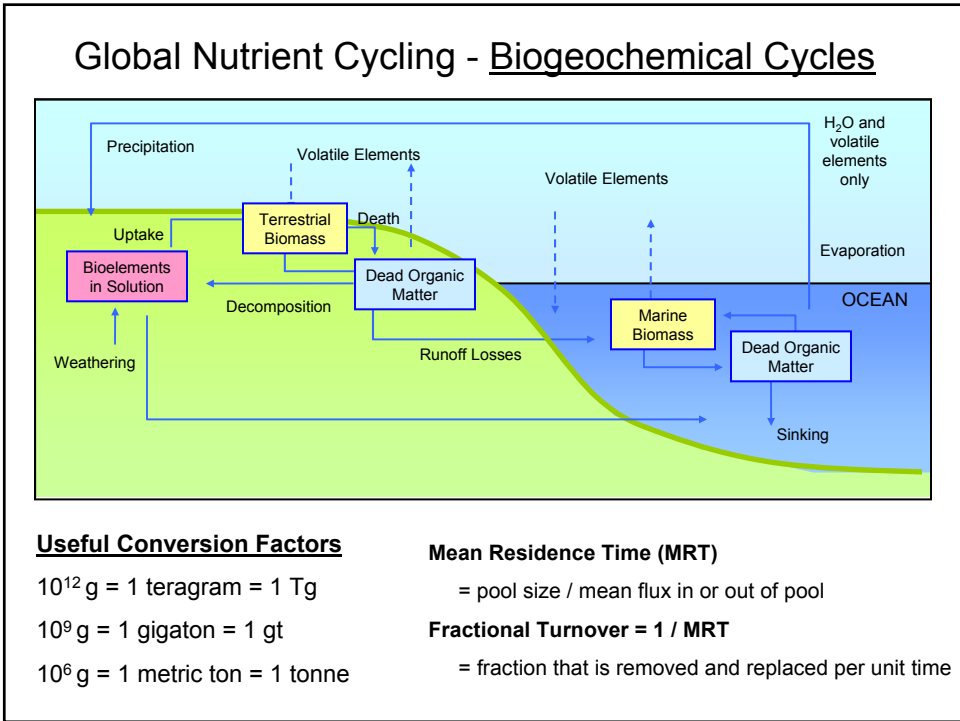 Global Nutrient Cycling - Biogeochemical Cycles
Precipitation
Volatile Elements
Volatile Elements
H₂O and
volatile
elements
only
Uptake
Terrestrial
Biomass
Death
Evaporation
Bioelements
in Solution
Dead Organic
Matter
Decomposition
OCEAN
Marine
Biomass
Weathering
Runoff Losses
Dead Organic
Matter
Sinking
Useful Conversion Factors
10¹² g = 1 teragram = 1 Tg
10⁹ g = 1 gigaton = 1 gt
10⁶ g = 1 metric ton = 1 tonne
Mean Residence Time (MRT)
= pool size / mean flux in or out of pool
Fractional Turnover = 1 / MRT
= fraction that is removed and replaced per unit time